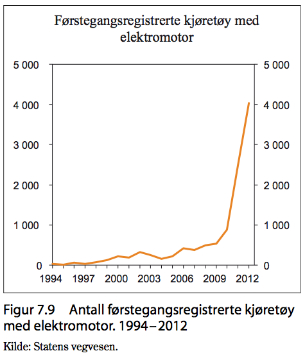 Førstegangsregistrerte kjøretøy med
elektromotor
5 000 5 000
4 000 4 000
3 000 3 000
2 000 2 000
1 000 1 000
0 0
1994 1997 2000 2003 2006 2009 2012
Figur 7.9 Antall førstegangsregistrerte kjøretøy
med elektromotor. 1994–2012
Kilde: Statens vegvesen.